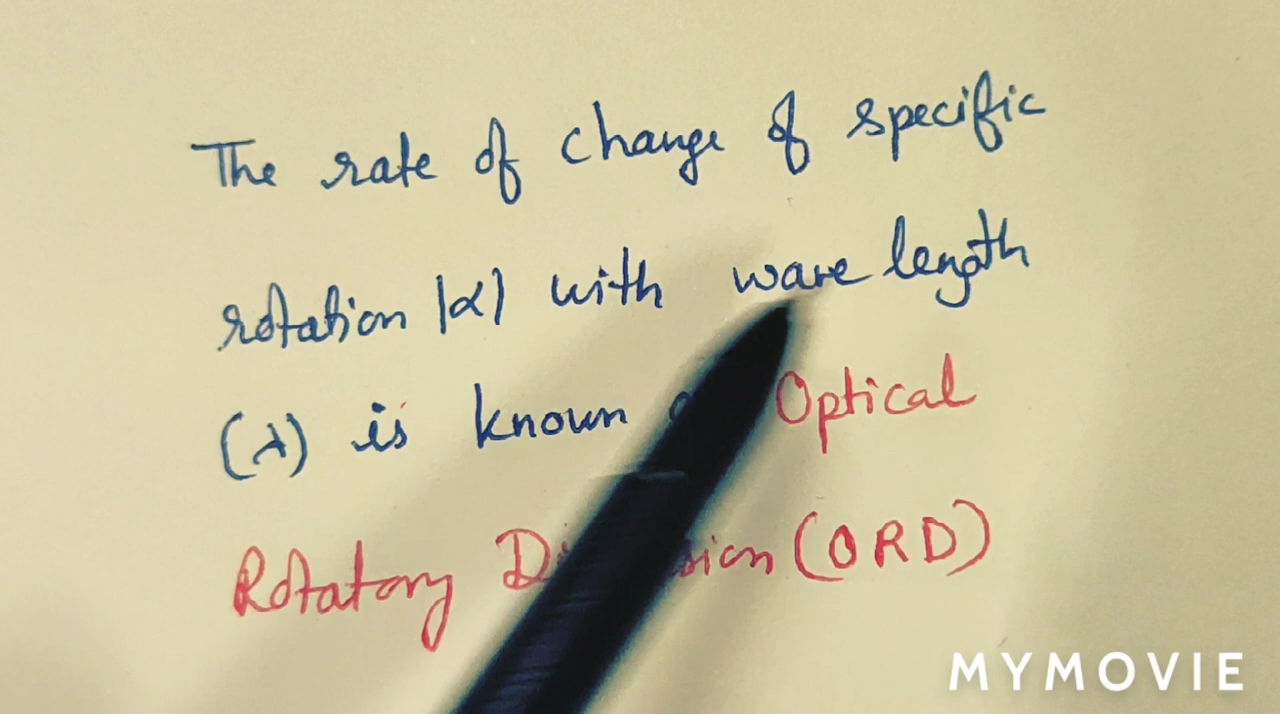 The rate of change of specific
rotation |α| with wave length
(λ) is known Optical
Rotatory (ORD)
MYMOVIE